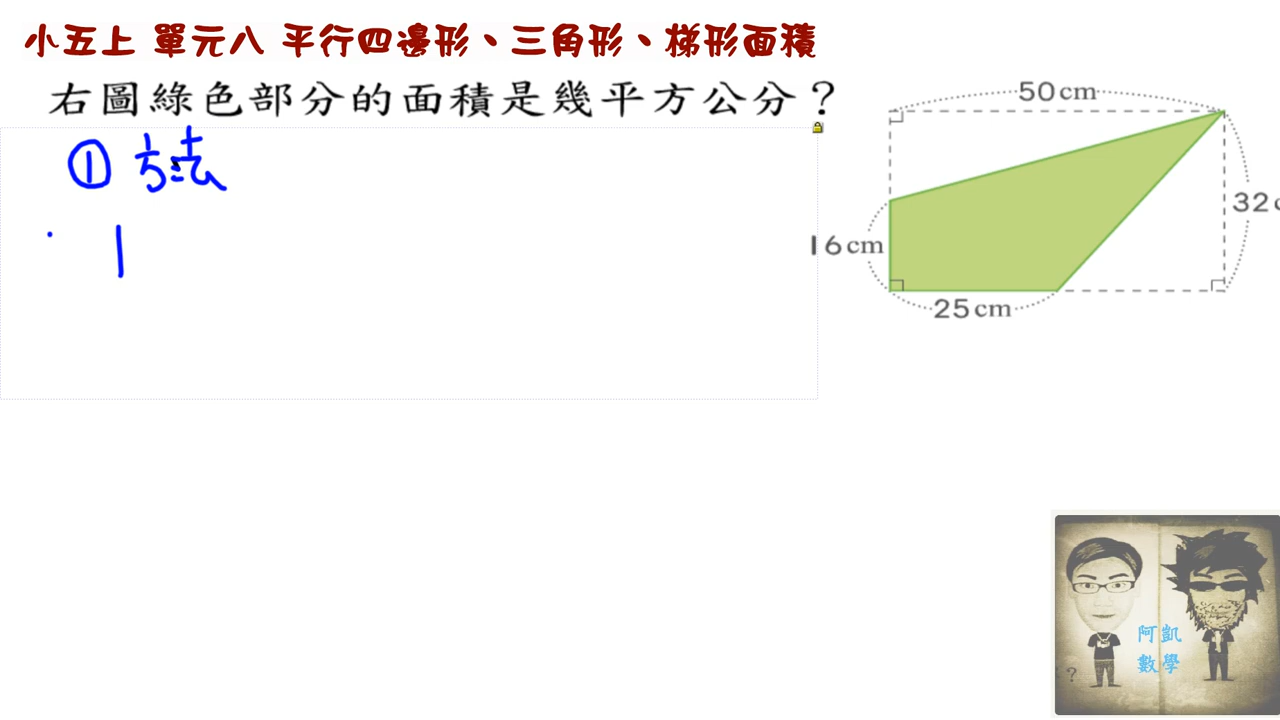 小五上 單元八 平行四邊形、三角形、梯形面積
右圖綠色部分的面積是幾平方公分？
① 方法
50 cm
32 c
16 cm
25 cm
阿凱
數學
?